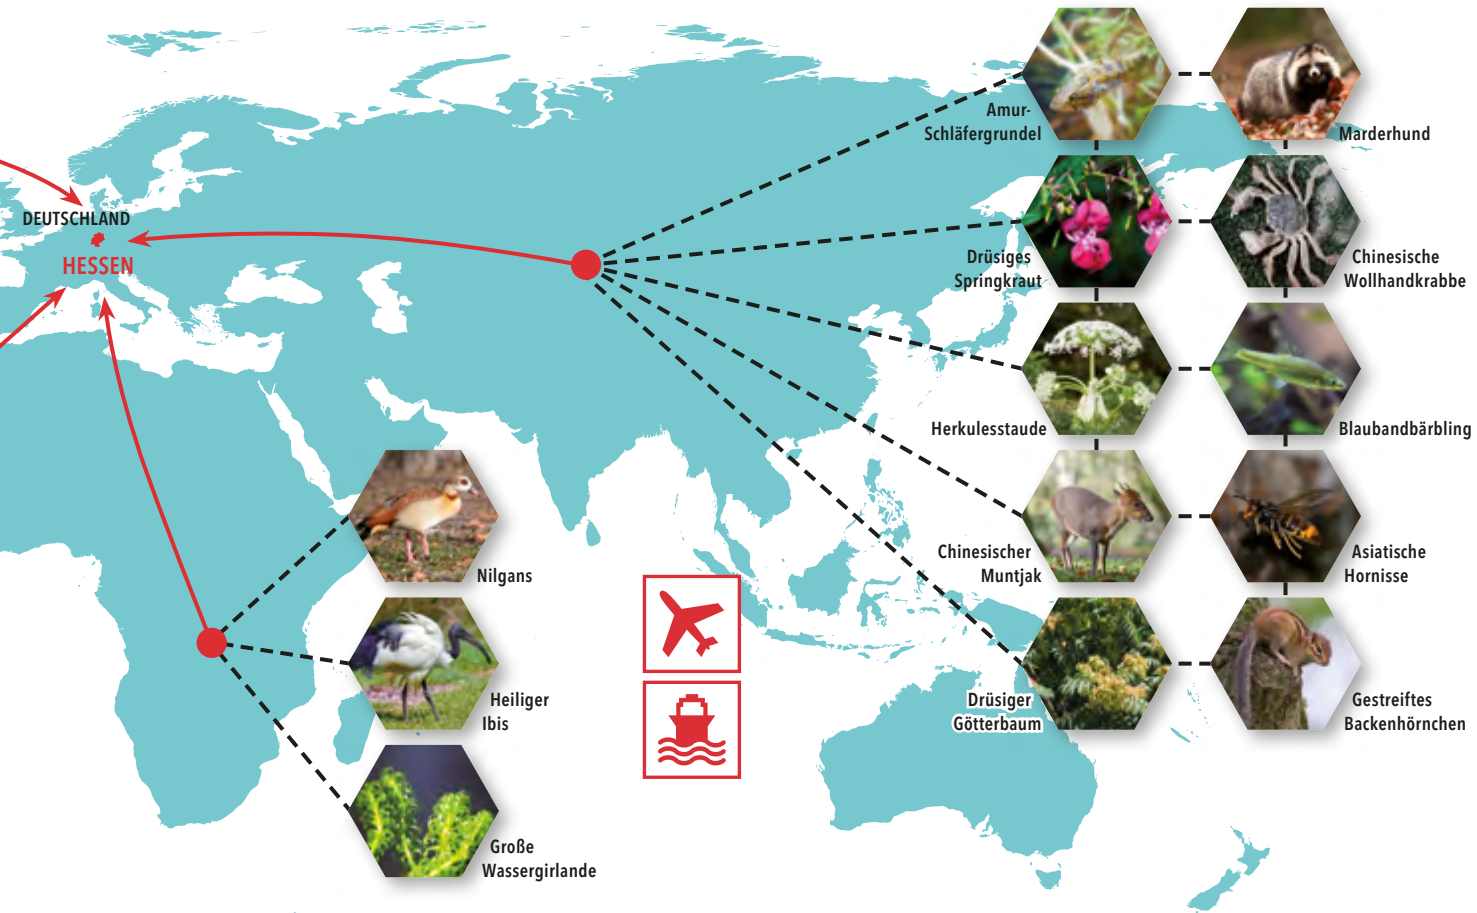 Amur-
Schläfergrundel
Marderhund
DEUTSCHLAND
HESSEN
Drüsiges
Springkraut
Chinesische
Wollhandkrabbe
Herkulesstaude
Blaubandbärbling
Chinesischer
Muntjak
Asiatische
Hornisse
Nilgans
Heiliger
Ibis
Drüsiger
Götterbaum
Gestreiftes
Backenhörnchen
Große
Wassergirlande